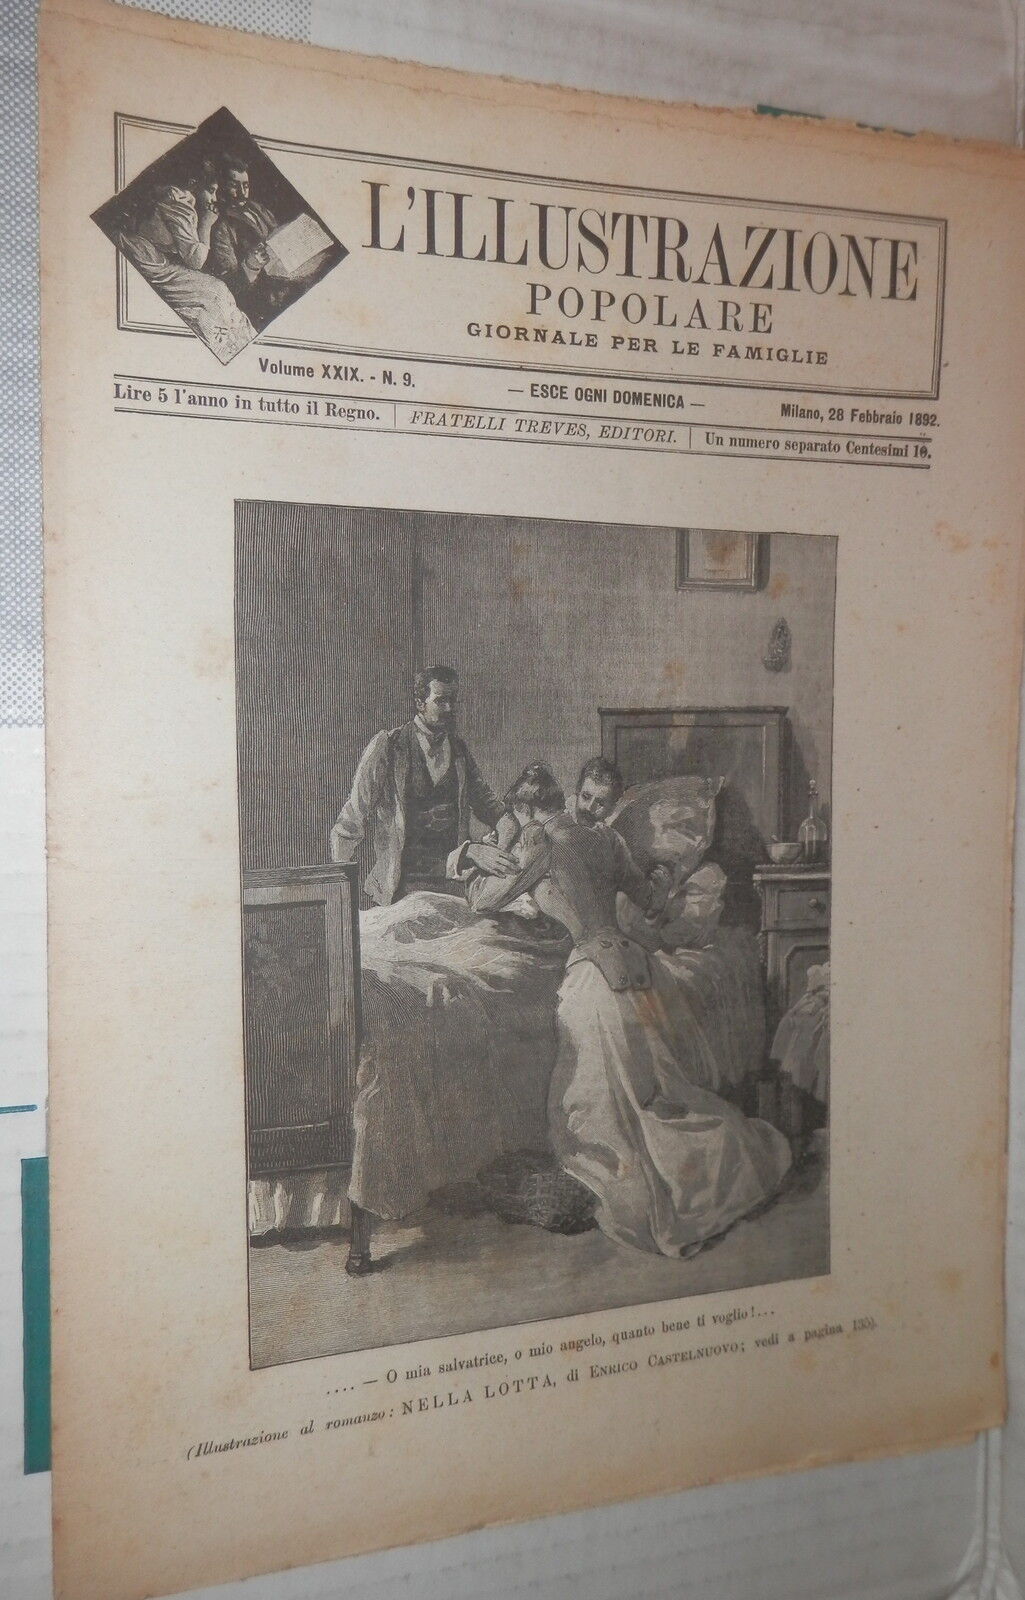 L'ILLUSTRAZIONE
POPOLARE
GIORNALE PER LE FAMIGLIE
Volume XXIX. - N. 9.
— ESCE OGNI DOMENICA —
Milano, 28 Febbraio 1892.
Lire 5 l'anno in tutto il Regno.
FRATELLI TREVES, EDITORI.
Un numero separato Centesimi 10.
.... — O mia salvatrice, o mio angelo, quanto bene ti voglio!...
(Illustrazione al romanzo: NELLA LOTTA, di ENRICO CASTELNUOVO; vedi a pagina 135).